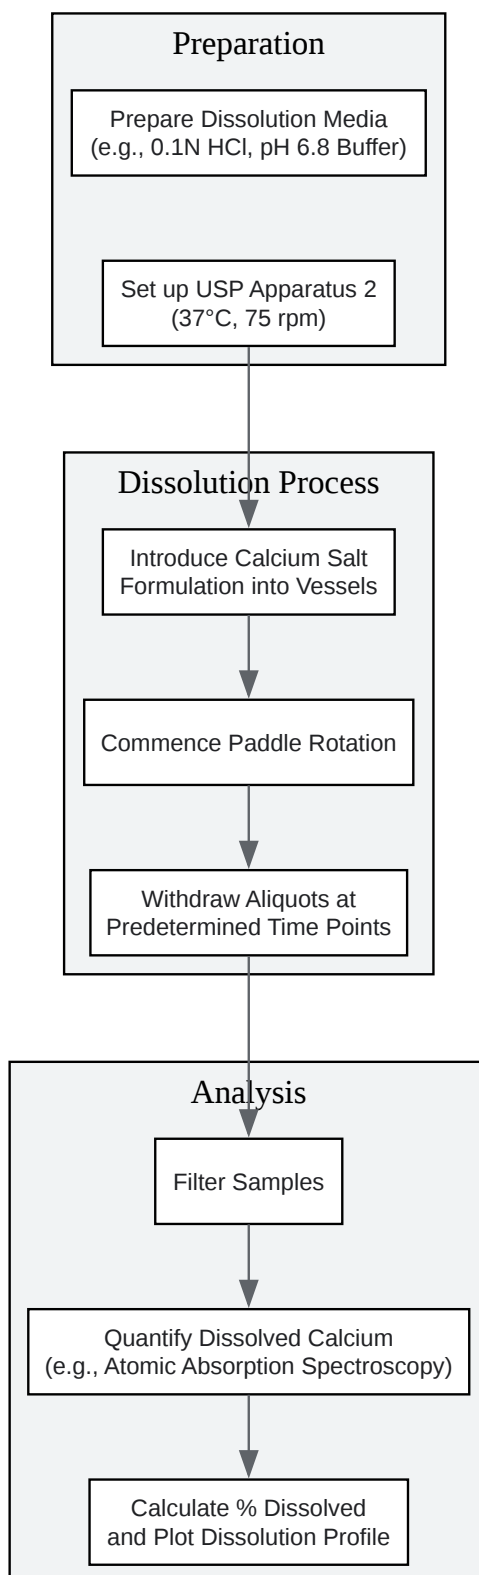 Preparation
Prepare Dissolution Media
(e.g., 0.1N HCl, pH 6.8 Buffer)
Set up USP Apparatus 2
(37°C, 75 rpm)
Dissolution Process
Introduce Calcium Salt
Formulation into Vessels
Commence Paddle Rotation
Withdraw Aliquots at
Predetermined Time Points
Analysis
Filter Samples
Quantify Dissolved Calcium
(e.g., Atomic Absorption Spectroscopy)
Calculate % Dissolved
and Plot Dissolution Profile